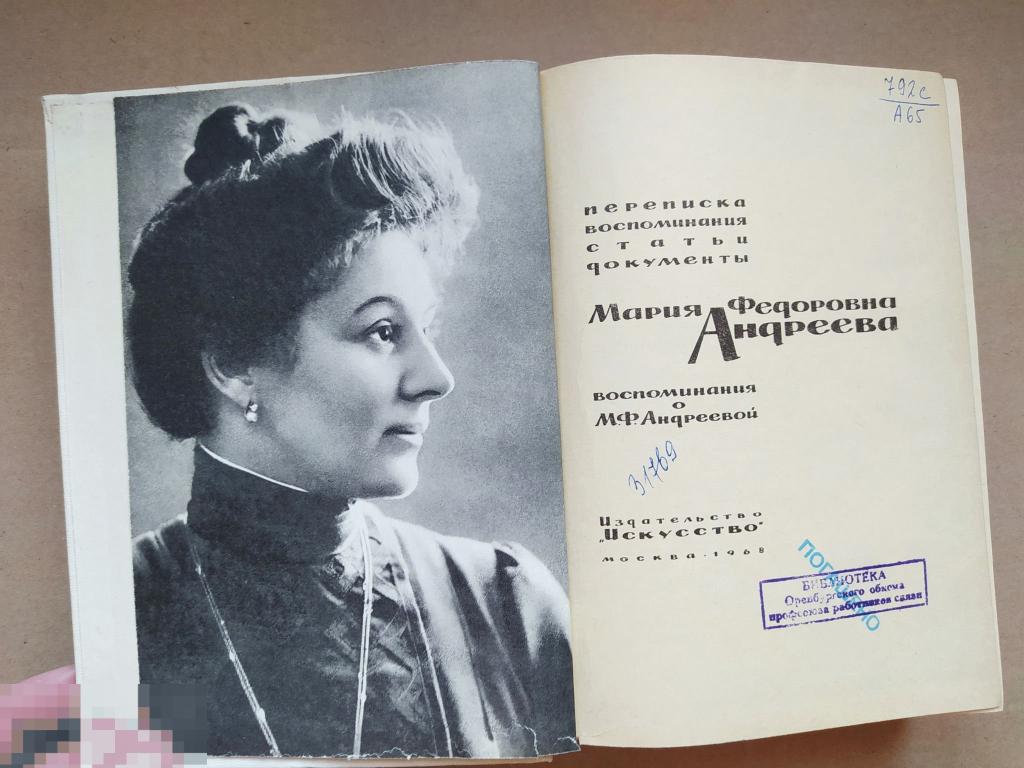 792с
А65
переписка
воспоминания
статьи
документы
Мария Федоровна
Андреева
воспоминания
о
М.Ф.Андреевой
31769
Издательство
„Искусство“
москва · 1968
ПОГАШЕНО
БИБЛИОТЕКА
Оренбургского обкома
профсоюза работников связи